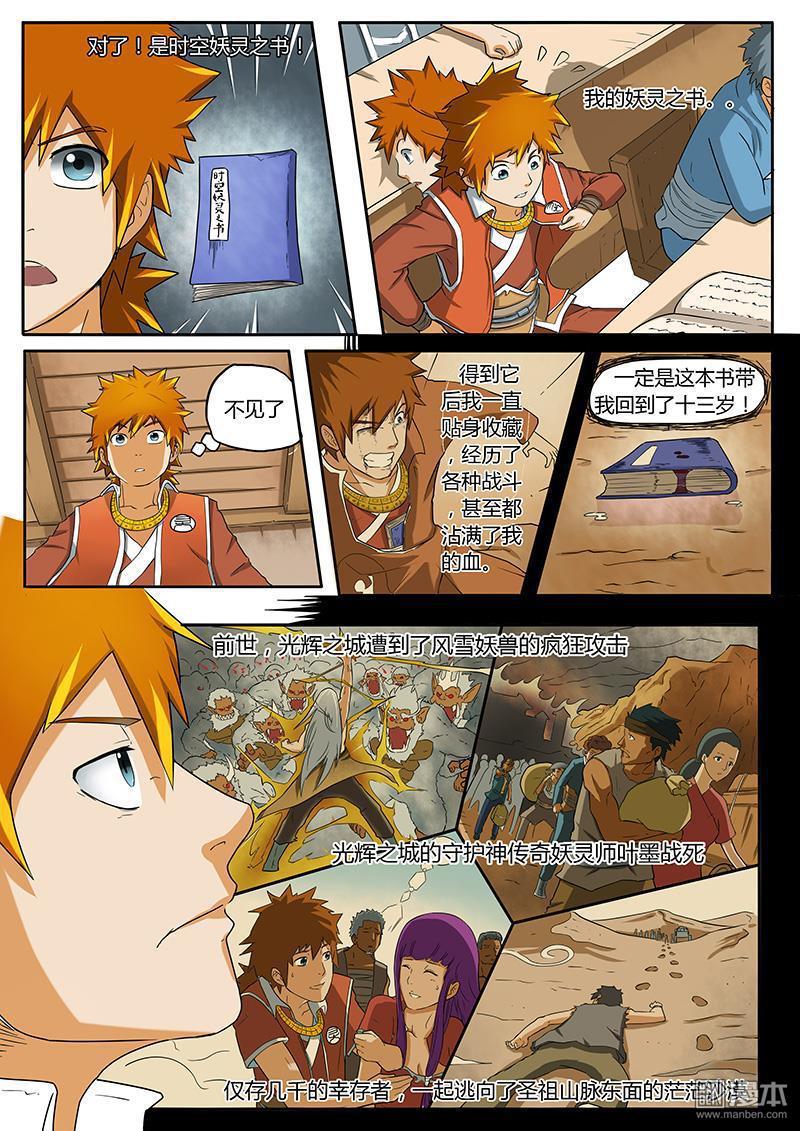 对了！是时空妖灵之书！
时空妖灵之书
我的妖灵之书。。
不见了
得到它
后我一直
贴身收藏
，经历了
各种战斗
，甚至都
沾满了我
的血。
一定是这本书带
我回到了十三岁！
前世，光辉之城遭到了风雪妖兽的疯狂攻击
光辉之城的守护神传奇妖灵师叶墨战死
仅存几千的幸存者，一起逃向了圣祖山脉东面的茫茫沙漠
漫本
www.manben.com